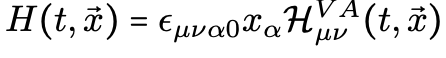 H(t, \vec{x}) = \epsilon_{\mu\nu\alpha 0} x_{\alpha} \mathcal{H}_{\mu\nu}^{VA}(t, \vec{x})